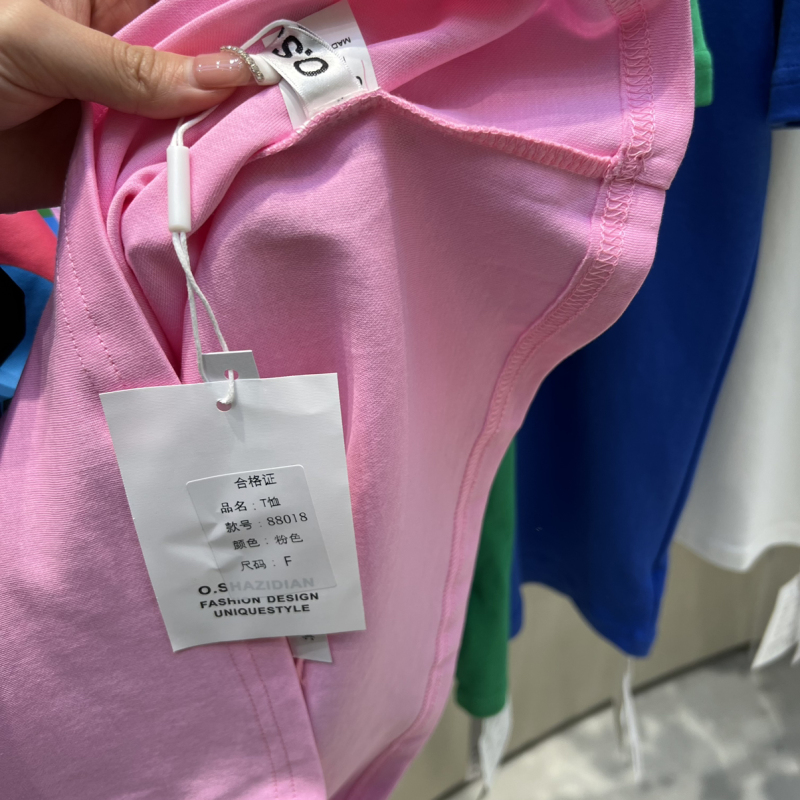 O.S
MAD
合格证
品名：T恤
款号：88018
颜色：粉色
尺码：F
O.SHAZIDIAN
FASHION DESIGN
UNIQUESTYLE